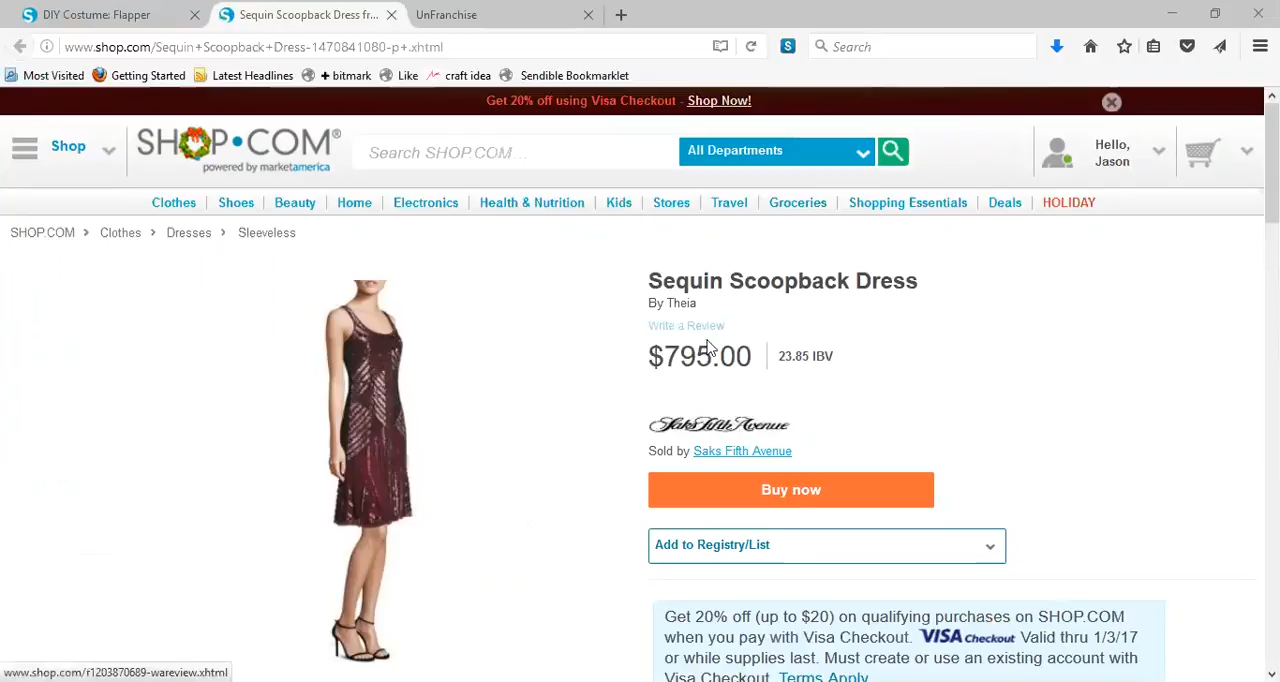 DIY Costume: Flapper
Sequin Scoopback Dress fr...
UnFranchise
www.shop.com/Sequin+Scoopback+Dress-1470841080-p+.xhtml
S
Search
Most Visited
Getting Started
Latest Headlines
+ bitmark
Like
craft idea
Sendible Bookmarklet
Get 20% off using Visa Checkout - Shop Now!
Shop
SHOP.COM®
powered by marketamerica
Search SHOP.COM...
All Departments
Hello,
Jason
Clothes
Shoes
Beauty
Home
Electronics
Health & Nutrition
Kids
Stores
Travel
Groceries
Shopping Essentials
Deals
HOLIDAY
SHOP.COM > Clothes > Dresses > Sleeveless
Sequin Scoopback Dress
By Theia
Write a Review
$795.00
23.85 IBV
Saks Fifth Avenue
Sold by Saks Fifth Avenue
Buy now
Add to Registry/List
Get 20% off (up to $20) on qualifying purchases on SHOP.COM
when you pay with Visa Checkout. VISA Checkout Valid thru 1/3/17
or while supplies last. Must create or use an existing account with
Visa Checkout. Terms Apply
www.shop.com/r1203870689-wareview.xhtml